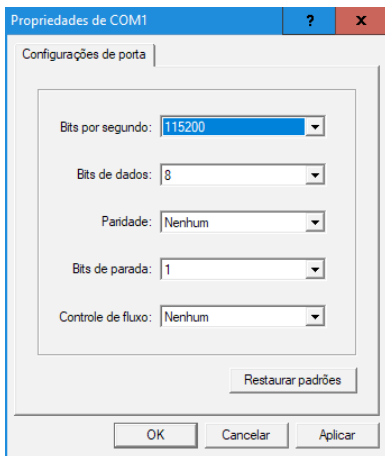 Propriedades de COM1 ? x
Configurações de porta
Bits por segundo: 115200
Bits de dados: 8
Paridade: Nenhum
Bits de parada: 1
Controle de fluxo: Nenhum
Restaurar padrões
OK Cancelar Aplicar